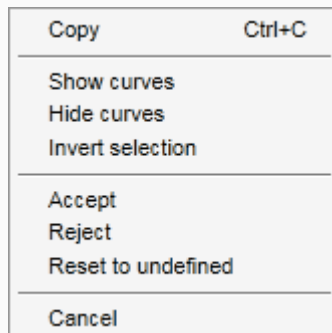 Copy Ctrl+C
Show curves
Hide curves
Invert selection
Accept
Reject
Reset to undefined
Cancel